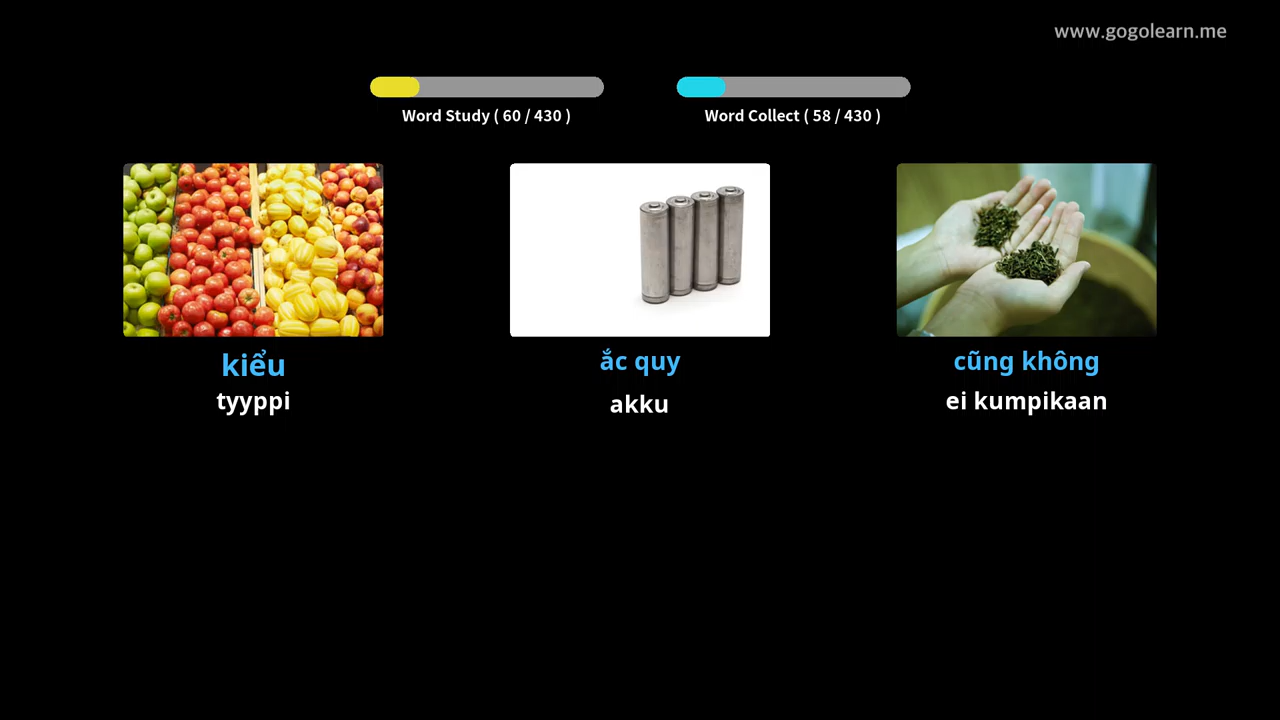 www.gogolearn.me
Word Study ( 60 / 430 )
Word Collect ( 58 / 430 )
kiểu
tyyppi
ắc quy
akku
cũng không
ei kumpikaan